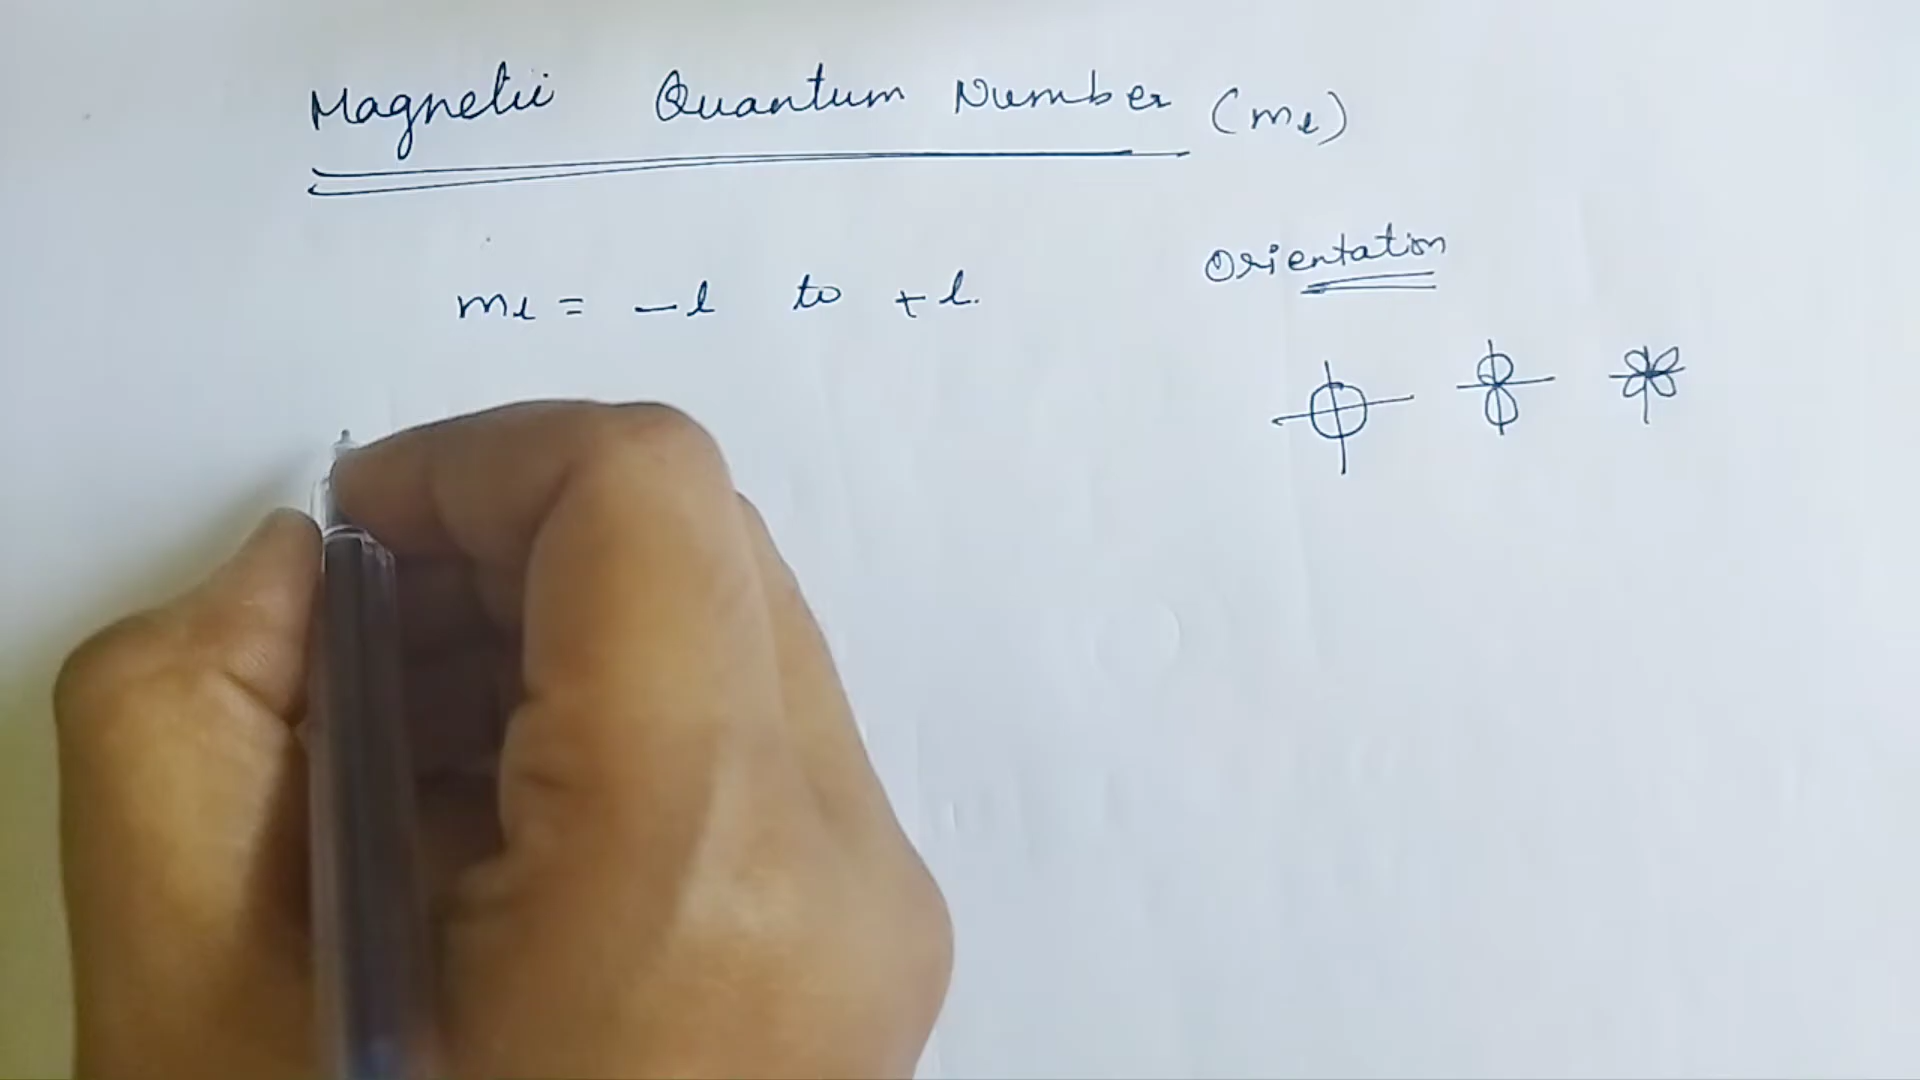 Magnetic Quantum Number (ml)
Orientation
ml = -l to +l.